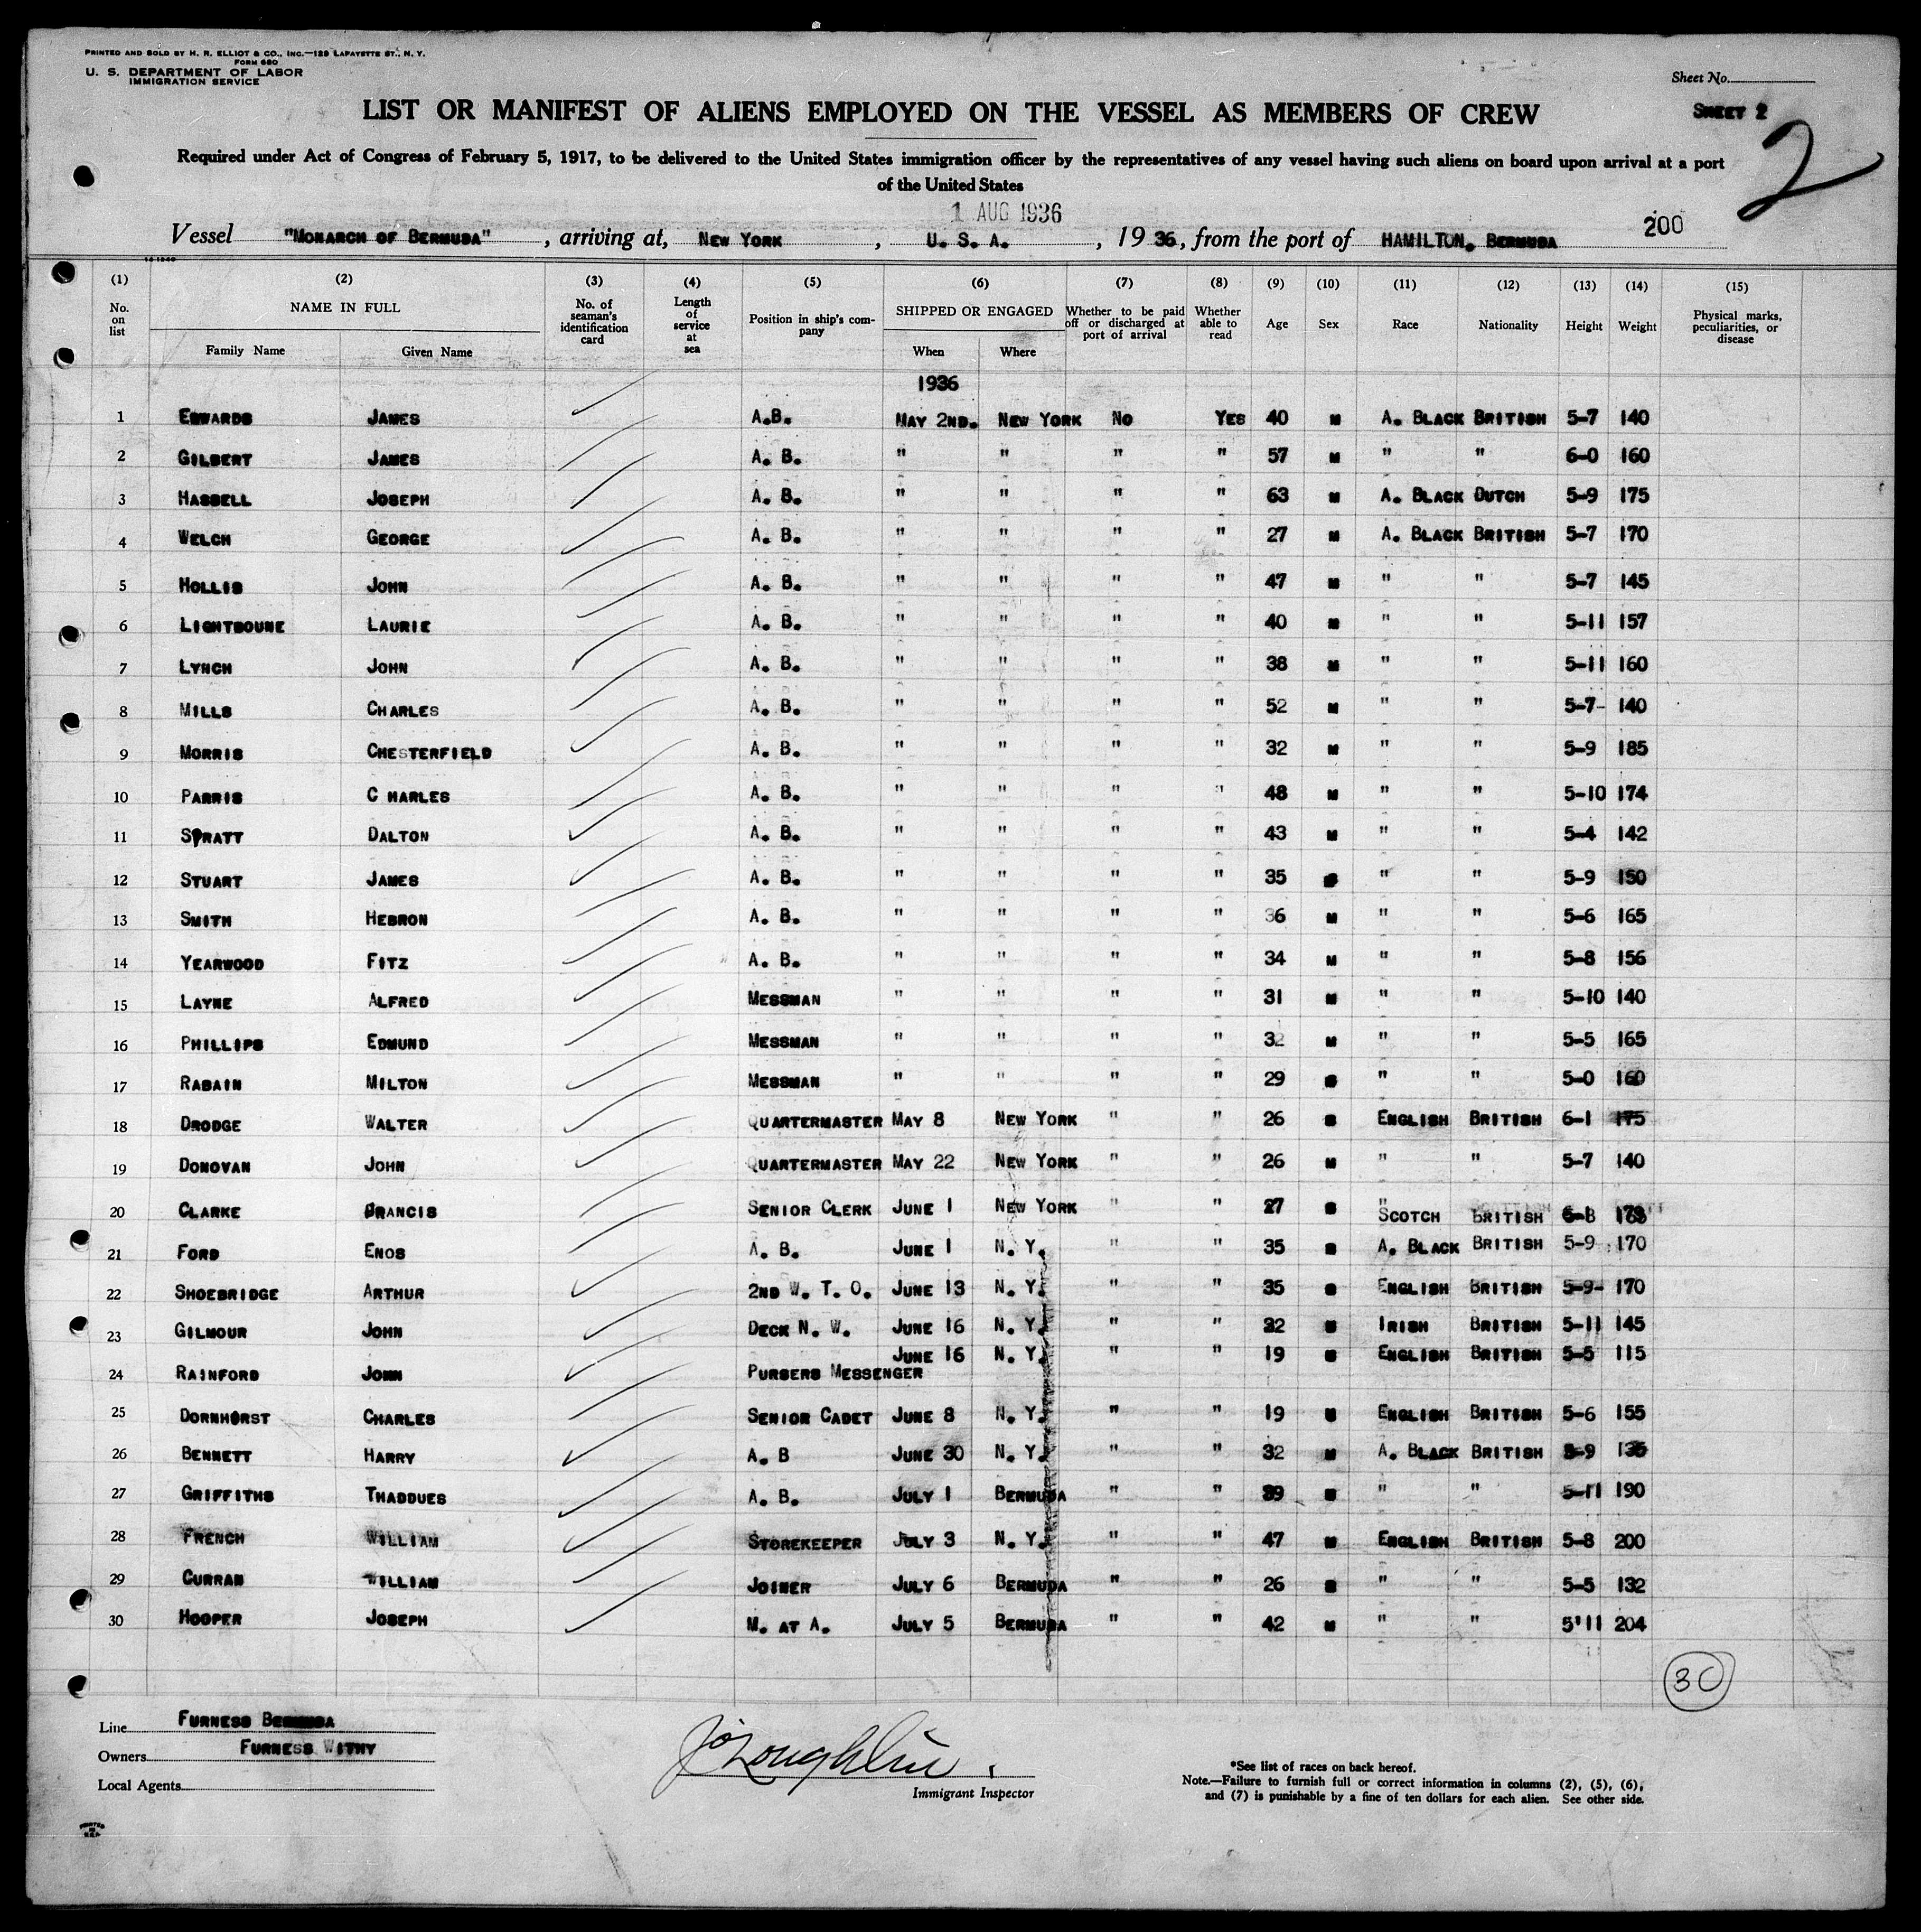 PRINTED AND SOLD BY H. R. ELLIOT & CO., INC.—129 LAFAYETTE ST., N. Y.
FORM 680
U. S. DEPARTMENT OF LABOR
IMMIGRATION SERVICE
Sheet No.
SHEET 2
2
LIST OR MANIFEST OF ALIENS EMPLOYED ON THE VESSEL AS MEMBERS OF CREW
Required under Act of Congress of February 5, 1917, to be delivered to the United States immigration officer by the representatives of any vessel having such aliens on board upon arrival at a port
of the United States
1 AUG 1936
200
Vessel "MONARCH OF BERMUDA", arriving at, NEW YORK, U. S. A., 19 36, from the port of HAMILTON, BERMUDA
(1) (2) (3) (4) (5) (6) (7) (8) (9) (10) (11) (12) (13) (14) (15)
No. on list NAME IN FULL No. of seaman's identification card Length of service at sea Position in ship's company SHIPPED OR ENGAGED Whether to be paid off or discharged at port of arrival Whether able to read Age Sex Race Nationality Height Weight Physical marks, peculiarities, or disease
Family Name Given Name When Where
1936
1 EDWARDS JAMES A.B. MAY 2ND. NEW YORK NO YES 40 M A. BLACK BRITISH 5-7 140
2 GILBERT JAMES A. B. " " " " 57 M " " 6-0 160
3 HASSELL JOSEPH A. B. " " " " 63 M A. BLACK DUTCH 5-9 175
4 WELCH GEORGE A. B. " " " " 27 M A. BLACK BRITISH 5-7 170
5 HOLLIS JOHN A. B. " " " " 47 M " " 5-7 145
6 LIGHTBOUNE LAURIE A. B. " " " " 40 M " " 5-11 157
7 LYNCH JOHN A. B. " " " " 38 M " " 5-11 160
8 MILLS CHARLES A. B. " " " " 52 M " " 5-7- 140
9 MORRIS CHESTERFIELD A. B. " " " " 32 M " " 5-9 185
10 PARRIS C HARLES A. B. " " " " 48 M " " 5-10 174
11 SPRATT DALTON A. B. " " " " 43 M " " 5-4 142
12 STUART JAMES A. B. " " " " 35 " " 5-9 150
13 SMITH HEBRON A. B. " " " " 36 M " " 5-6 165
14 YEARWOOD FITZ A. B. " " " " 34 M " " 5-8 156
15 LAYNE ALFRED MESSMAN " " " " 31 M " " 5-10 140
16 PHILLIPS EDMUND MESSMAN " " " " 32 M " " 5-5 165
17 RABAIN MILTON MESSMAN " " " " 29 " " 5-0 160
18 DRODGE WALTER QUARTERMASTER MAY 8 NEW YORK " " 26 ENGLISH BRITISH 6-1 175
19 DONOVAN JOHN QUARTERMASTER MAY 22 NEW YORK " " 26 M " " 5-7 140
20 CLARKE FRANCIS SENIOR CLERK JUNE 1 NEW YORK " " 27 SCOTCH BRITISH
21 FORD ENOS A. B. JUNE 1 N. Y. " " 35 A. BLACK BRITISH 5-9 170
22 SHOEBRIDGE ARTHUR 2ND W. T. O. JUNE 13 N. Y. " " 35 ENGLISH BRITISH 5-9- 170
23 GILMOUR JOHN DECK N. W. JUNE 16 N. Y. " " 32 M IRISH BRITISH 5-11 145
24 RAINFORD JOHN PURSERS MESSENGER JUNE 16 N. Y. " " 19 ENGLISH BRITISH 5-5 115
25 DORNHORST CHARLES SENIOR CADET JUNE 8 N. Y. " " 19 M ENGLISH BRITISH 5-6 155
26 BENNETT HARRY A. B JUNE 30 N. Y. " " 32 M A. BLACK BRITISH 5-9 135
27 GRIFFITHS THADDUES A. B. JULY 1 BERMUDA " " 39 M " " 5-11 190
28 FRENCH WILLIAM STOREKEEPER JULY 3 N. Y. " " 47 M ENGLISH BRITISH 5-8 200
29 CURRAN WILLIAM JOINER JULY 6 BERMUDA " " 26 " " 5-5 132
30 HOOPER JOSEPH M. AT A. JULY 5 BERMUDA " " 42 M " " 5'11 204
30
Line FURNESS BERMUDA
Owners FURNESS WITHY
Local Agents
J O'Loughlin.
Immigrant Inspector
*See list of races on back hereof.
Note.—Failure to furnish full or correct information in columns (2), (5), (6),
and (7) is punishable by a fine of ten dollars for each alien. See other side.
PRINTED IN U.S.A.